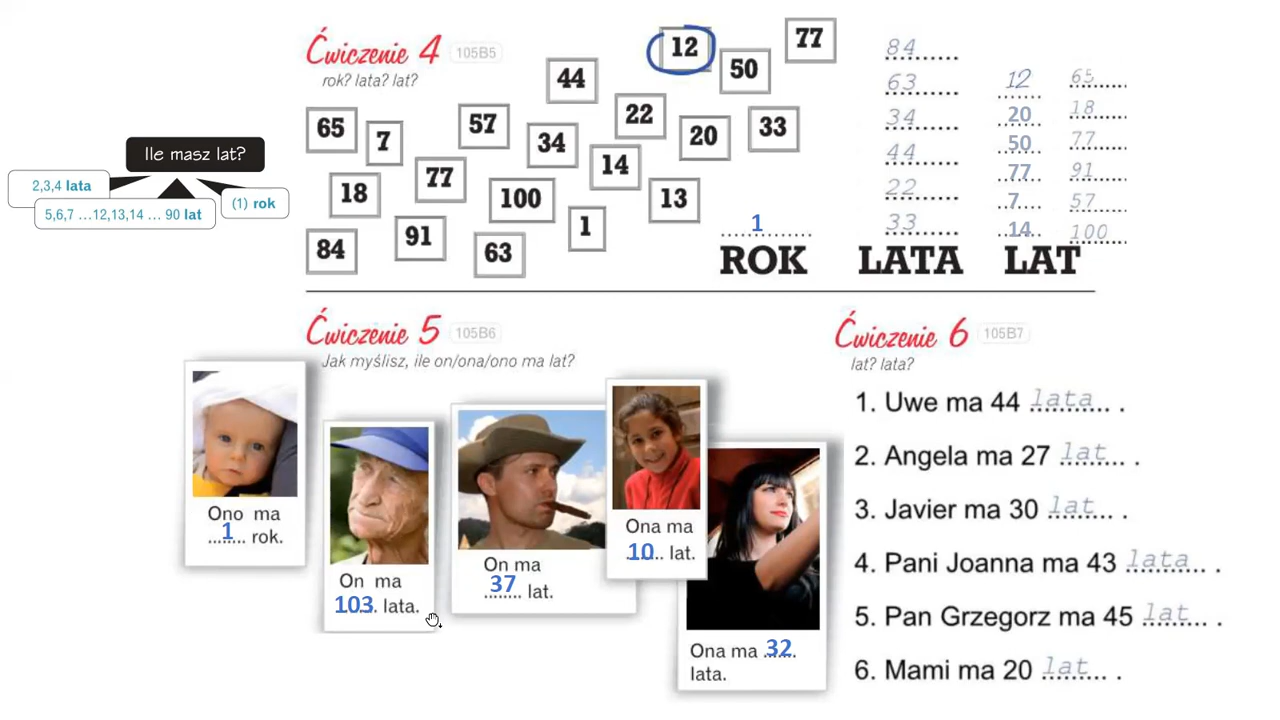 Ćwiczenie 4 105B5
rok? lata? lat?
Ile masz lat?
2,3,4 lata
5,6,7 ...12,13,14 ... 90 lat
(1) rok
12
77
44
50
65
7
57
22
34
20
33
14
18
77
100
13
1
84
91
63
1
ROK
84
63
34
44
22
33
LATA
12
20
50
77
7
14
65
18
77
91
57
100
LAT
Ćwiczenie 5 105B6
Jak myślisz, ile on/ona/ono ma lat?
Ono ma
1 rok.
On ma
103 lata.
On ma
37 lat.
Ona ma
10 lat.
Ona ma 32
lata.
Ćwiczenie 6 105B7
lat? lata?
1. Uwe ma 44 lata.
2. Angela ma 27 lat.
3. Javier ma 30 lat.
4. Pani Joanna ma 43 lata.
5. Pan Grzegorz ma 45 lat.
6. Mami ma 20 lat.